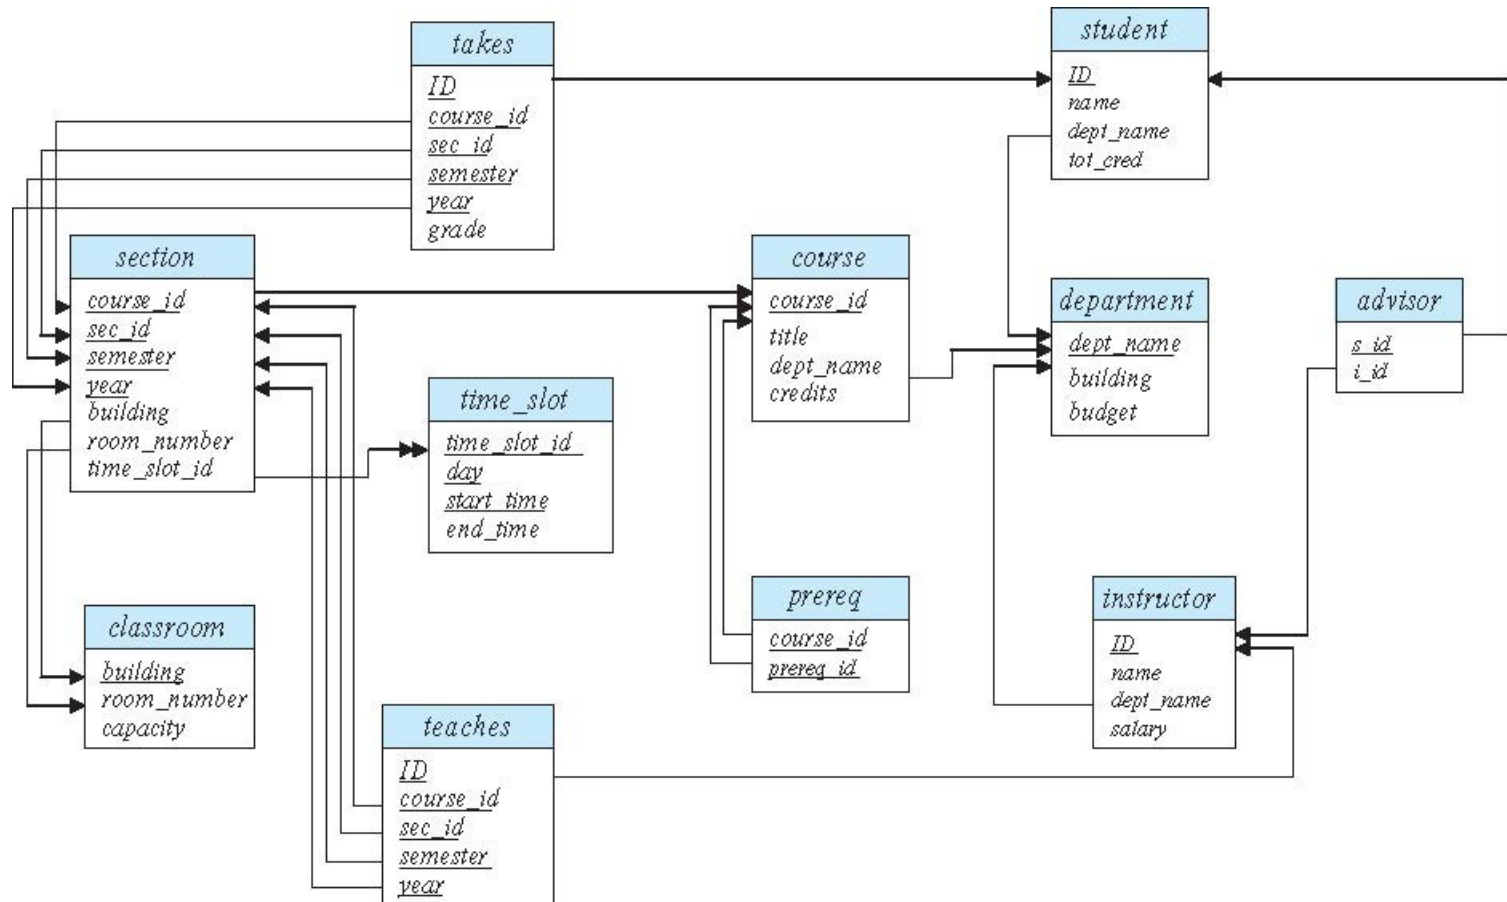 takes
ID
course_id
sec_id
semester
year
grade
student
ID
name
dept_name
tot_cred
section
course_id
sec_id
semester
year
building
room_number
time_slot_id
course
course_id
title
dept_name
credits
department
dept_name
building
budget
advisor
s_id
i_id
time_slot
time_slot_id
day
start_time
end_time
prereq
course_id
prereq_id
instructor
ID
name
dept_name
salary
classroom
building
room_number
capacity
teaches
ID
course_id
sec_id
semester
year